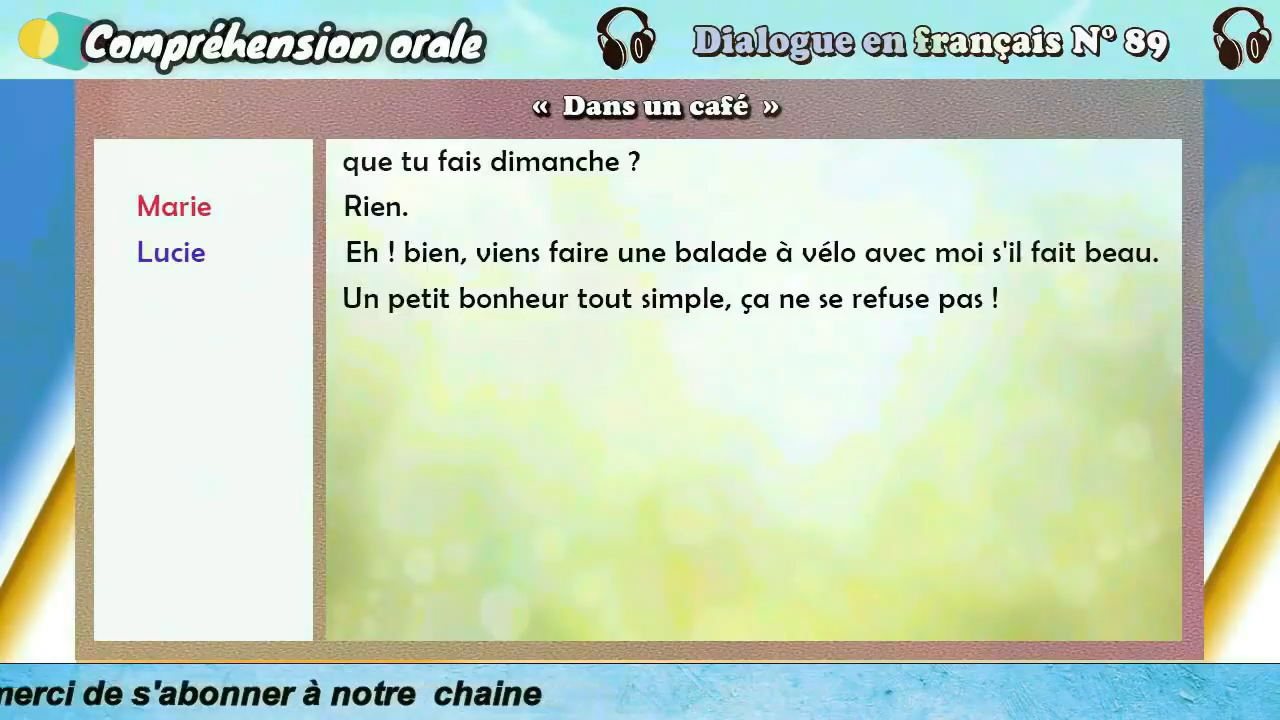 Compréhension orale
Dialogue en français Nº 89
« Dans un café »
que tu fais dimanche ?
Marie Rien.
Lucie Eh ! bien, viens faire une balade à vélo avec moi s'il fait beau.
Un petit bonheur tout simple, ça ne se refuse pas !
merci de s'abonner à notre chaine